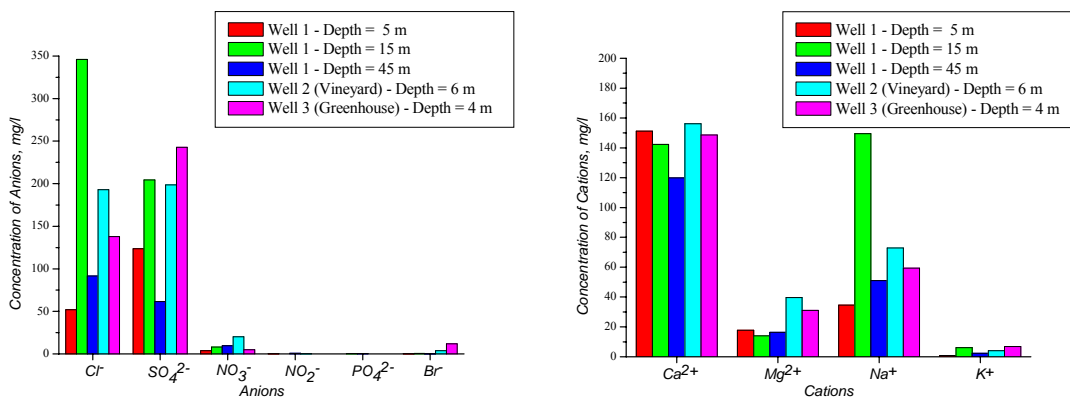 Well 1 - Depth = 5 m
Well 1 - Depth = 15 m
Well 1 - Depth = 45 m
Well 2 (Vineyard) - Depth = 6 m
Well 3 (Greenhouse) - Depth = 4 m
Concentration of Anions, mg/l
350
300
250
200
150
100
50
0
Cl⁻ SO₄²⁻ NO₃⁻ NO₂⁻ PO₄²⁻ Br⁻
Anions
Well 1 - Depth = 5 m
Well 1 - Depth = 15 m
Well 1 - Depth = 45 m
Well 2 (Vineyard) - Depth = 6 m
Well 3 (Greenhouse) - Depth = 4 m
Concentration of Cations, mg/l
200
180
160
140
120
100
80
60
40
20
0
Ca²⁺ Mg²⁺ Na⁺ K⁺
Cations